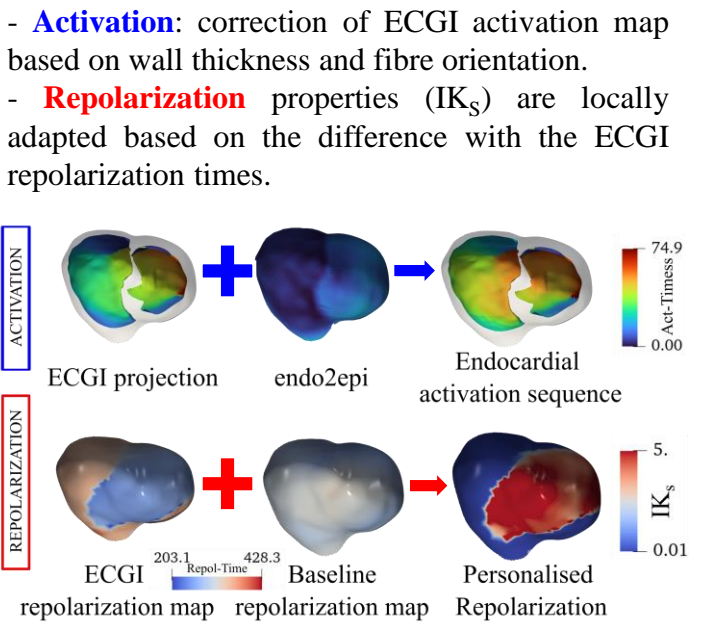 - Activation: correction of ECGI activation map
based on wall thickness and fibre orientation.
- Repolarization properties (IKS) are locally
adapted based on the difference with the ECGI
repolarization times.
ACTIVATION
74.9
Act-Timess
0.00
ECGI projection
endo2epi
Endocardial
activation sequence
REPOLARIZATION
5.
IKs
0.01
203.1
428.3
Repol-Time
ECGI
repolarization map
Baseline
repolarization map
Personalised
Repolarization